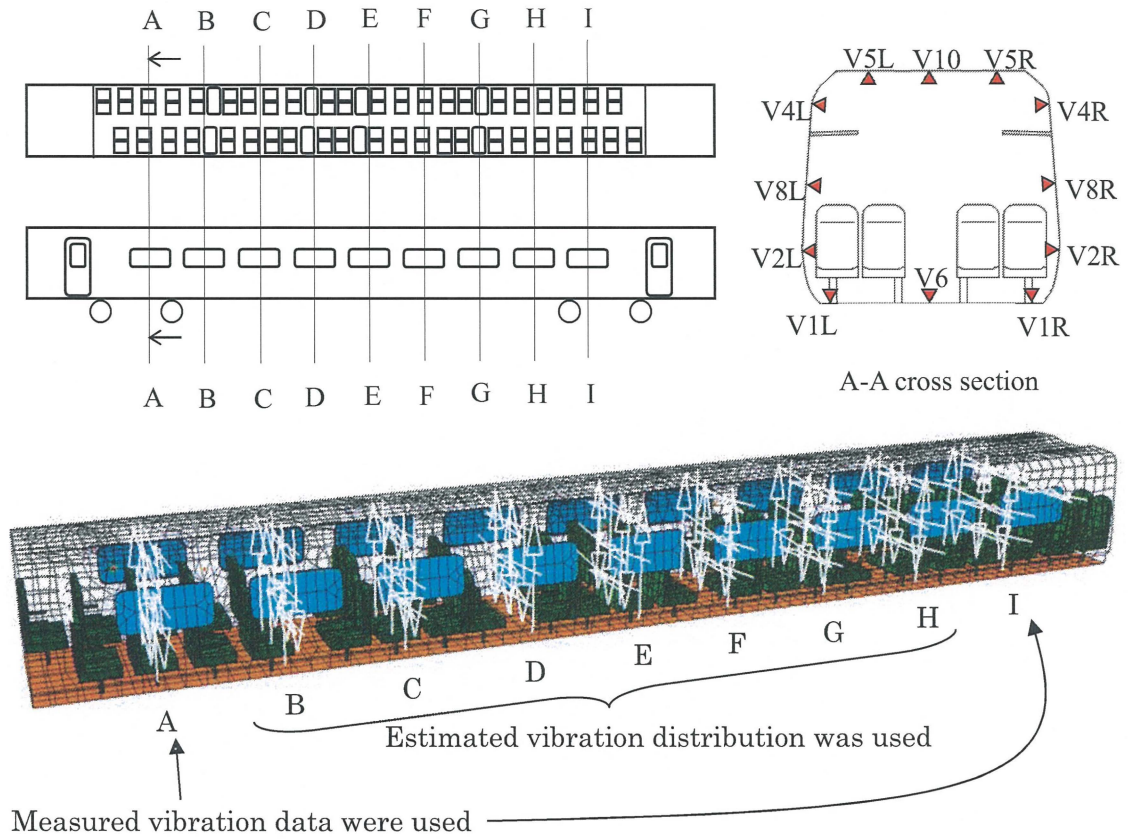 A B C D E F G H I
V5L V10 V5R
V4L V4R
V8L V8R
V2L V2R
V6
V1L V1R
A B C D E F G H I
A-A cross section
A B C D E F G H I
Estimated vibration distribution was used
Measured vibration data were used